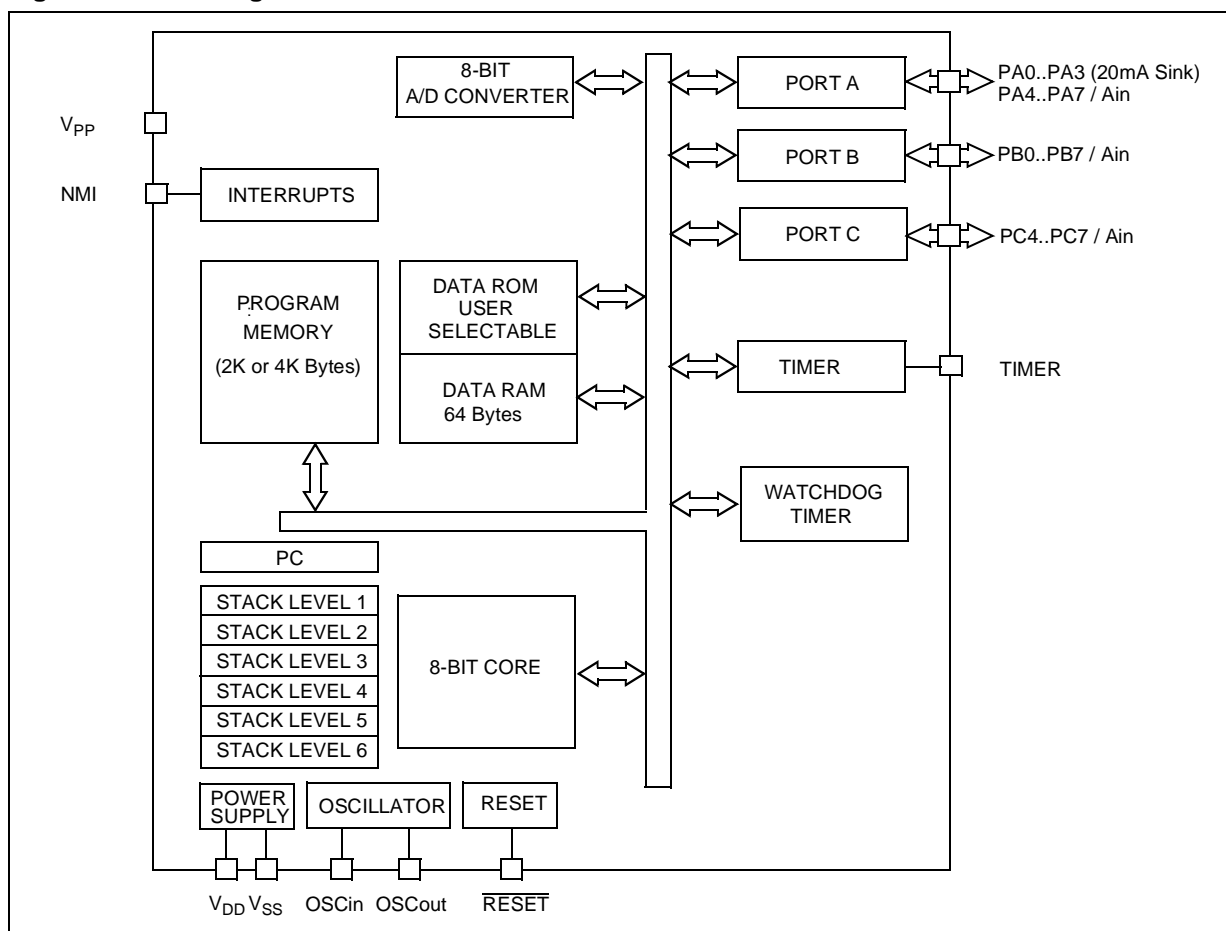 8-BIT
A/D CONVERTER
PORT A
PA0..PA3 (20mA Sink)
PA4..PA7 / Ain
VPP
PORT B
PB0..PB7 / Ain
NMI
INTERRUPTS
PORT C
PC4..PC7 / Ain
PROGRAM
MEMORY
(2K or 4K Bytes)
DATA ROM
USER
SELECTABLE
DATA RAM
64 Bytes
TIMER
TIMER
WATCHDOG
TIMER
PC
STACK LEVEL 1
STACK LEVEL 2
STACK LEVEL 3
STACK LEVEL 4
STACK LEVEL 5
STACK LEVEL 6
8-BIT CORE
POWER
SUPPLY
OSCILLATOR
RESET
VDD VSS OSCin OSCout RESET